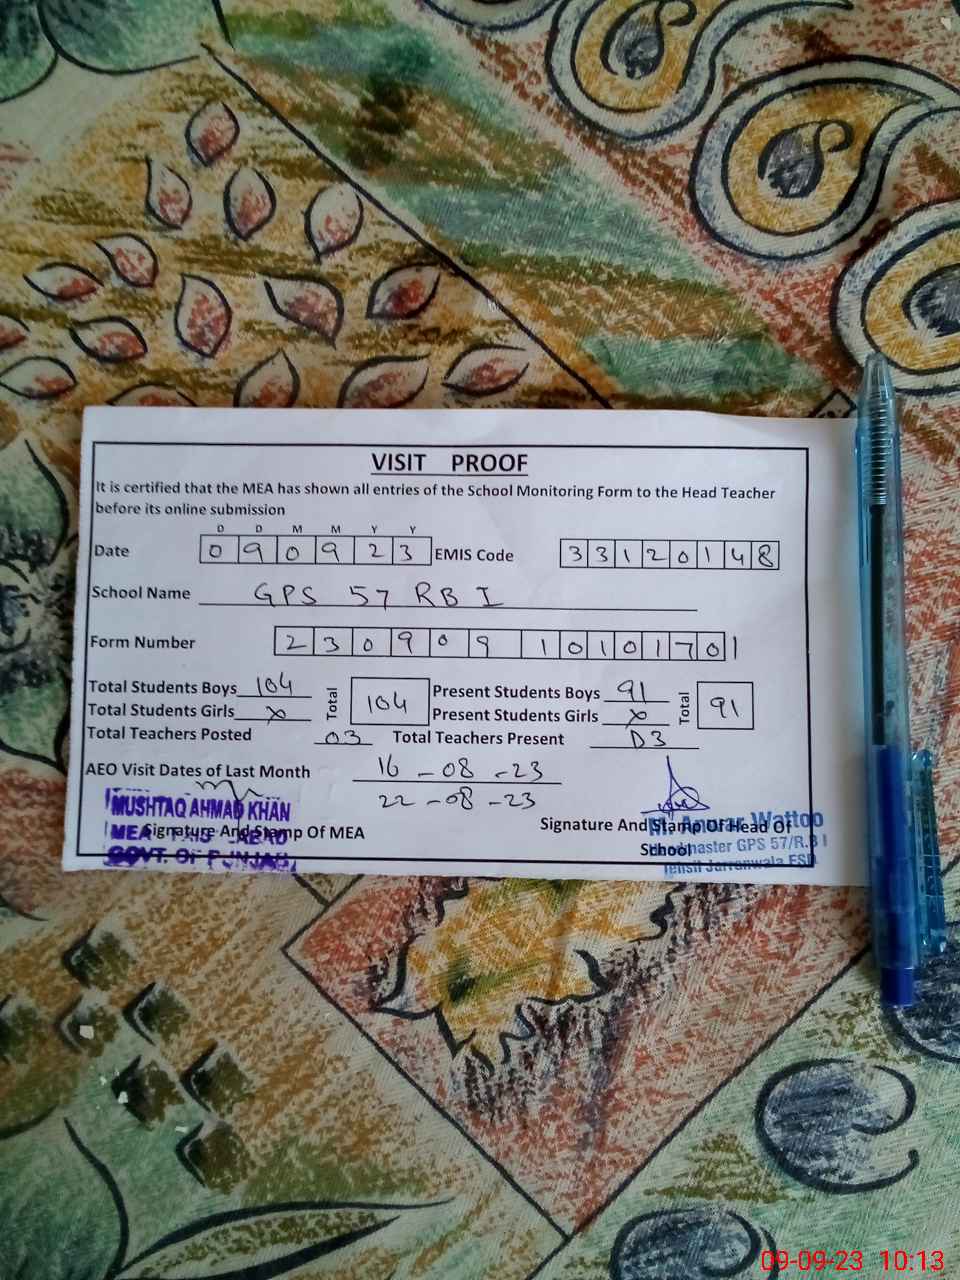 VISIT PROOF
It is certified that the MEA has shown all entries of the School Monitoring Form to the Head Teacher
before its online submission
D D M M Y Y
Date 0 9 0 9 2 3 EMIS Code 3 3 1 2 0 1 4 8
School Name GPS 57 RB I
Form Number 2 3 0 9 0 9 1 0 1 0 1 7 0 1
Total Students Boys 104 Total 104 Present Students Boys 91 Total 91
Total Students Girls x Present Students Girls x
Total Teachers Posted 03 Total Teachers Present 03
AEO Visit Dates of Last Month 16-08-23
22-08-23
MUSHTAQ AHMAD KHAN
MEA
GOVT. OF PUNJAB
Signature And Stamp Of MEA
Signature And Stamp Of Head Of
School
M. Anwar Wattoo
Headmaster GPS 57/R.B I
Tehsil Jarranwala FSD
09-09-23 10:13